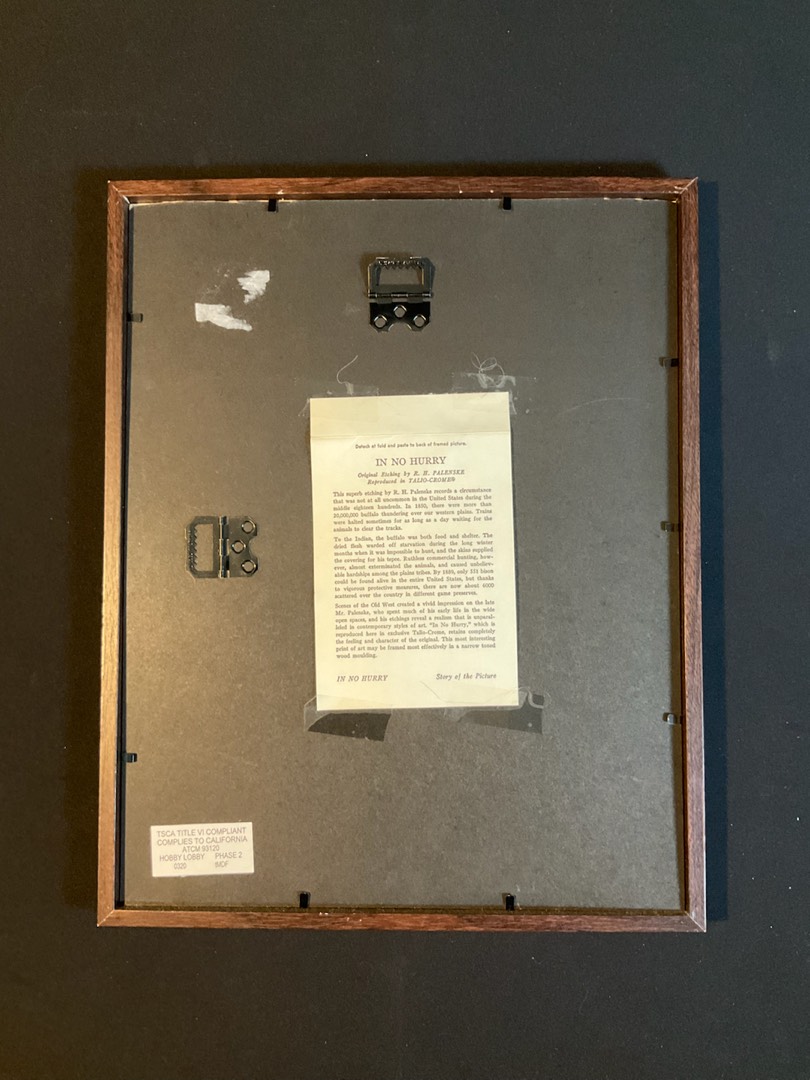 Detach at fold and paste to back of framed picture.
IN NO HURRY
Original Etching by R. H. PALENSKE
Reproduced in TALIO-CROME®
This superb etching by R. H. Palenske records a circumstance
that was not at all uncommon in the United States during the
middle eighteen hundreds. In 1850, there were more than
20,000,000 buffalo thundering over our western plains. Trains
were halted sometimes for as long as a day waiting for the
animals to clear the tracks.
To the Indian, the buffalo was both food and shelter. The
dried flesh warded off starvation during the long winter
months when it was impossible to hunt, and the skins supplied
the covering for his tepee. Ruthless commercial hunting, how-
ever, almost exterminated the animals, and caused unbeliev-
able hardships among the plains tribes. By 1889, only 151 bison
could be found alive in the entire United States, but thanks
to vigorous protective measures, there are now about 6000
scattered over the country in different game preserves.
Scenes of the Old West created a vivid impression on the late
Mr. Palenske, who spent much of his early life in the wide
open spaces, and his etchings reveal a realism that is unparal-
leled in contemporary styles of art. "In No Hurry," which is
reproduced here in exclusive Talio-Crome, retains completely
the feeling and character of the original. This most interesting
print of art may be framed most effectively in a narrow toned
wood moulding.
IN NO HURRY Story of the Picture
TSCA TITLE VI COMPLIANT
COMPLIES TO CALIFORNIA
ATCM 93120
HOBBY LOBBY PHASE 2
0320 MDF